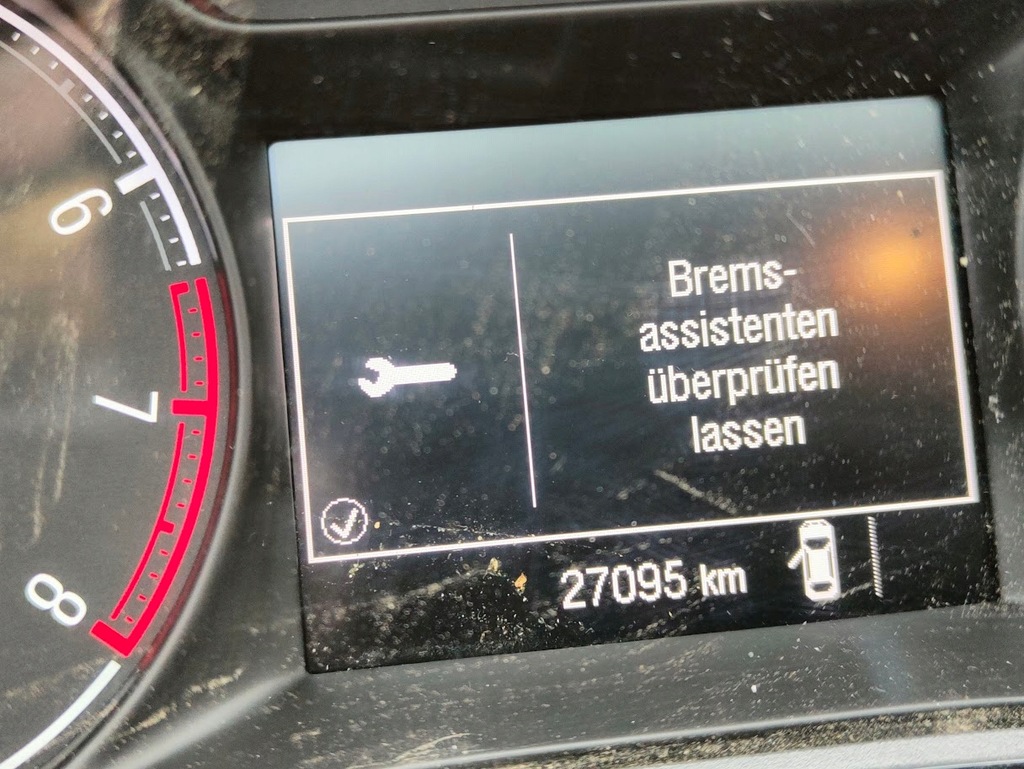 6
7
8
Brems-
assistenten
überprüfen
lassen
27095 km